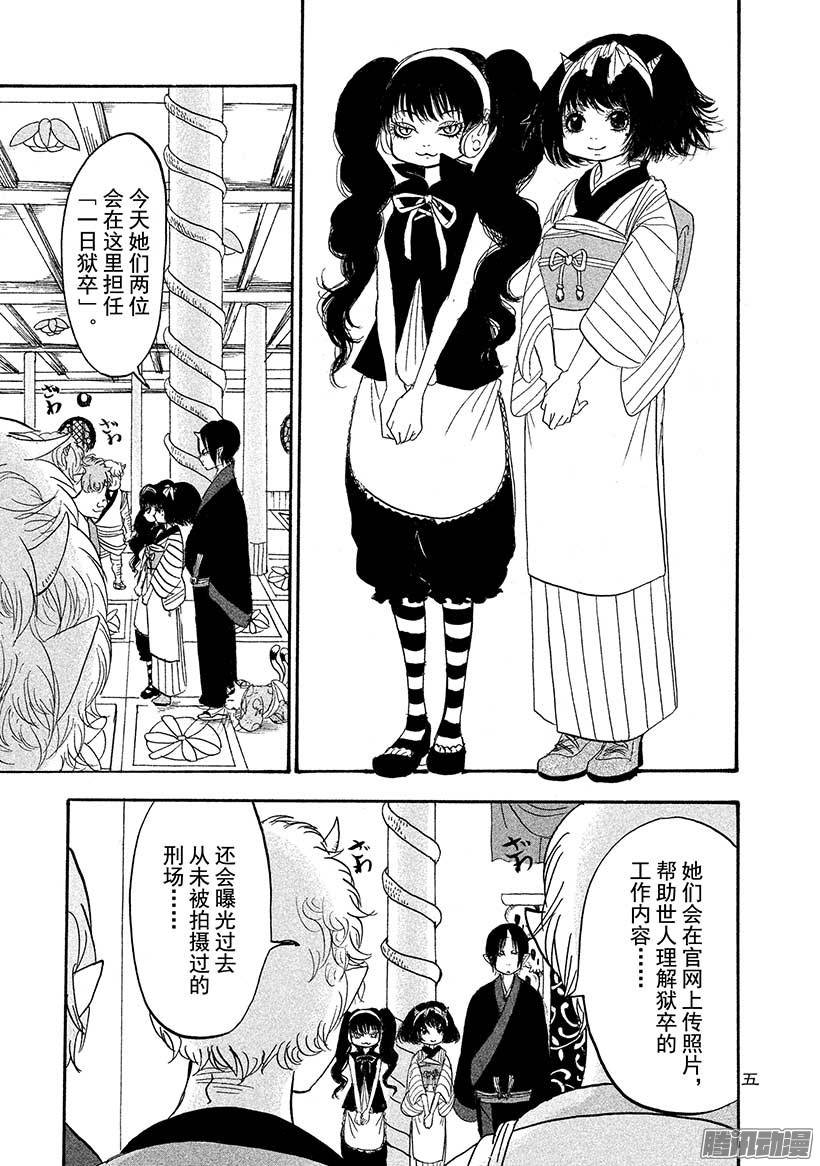 今天她们两位
会在这里担任
「一日狱卒」。
ざわ
ざわ
她们会在官网上传照片，
帮助世人理解狱卒的
工作内容……
ざわ
还会曝光过去
从未被拍摄过的
刑场……
ざわ
五
腾讯动漫